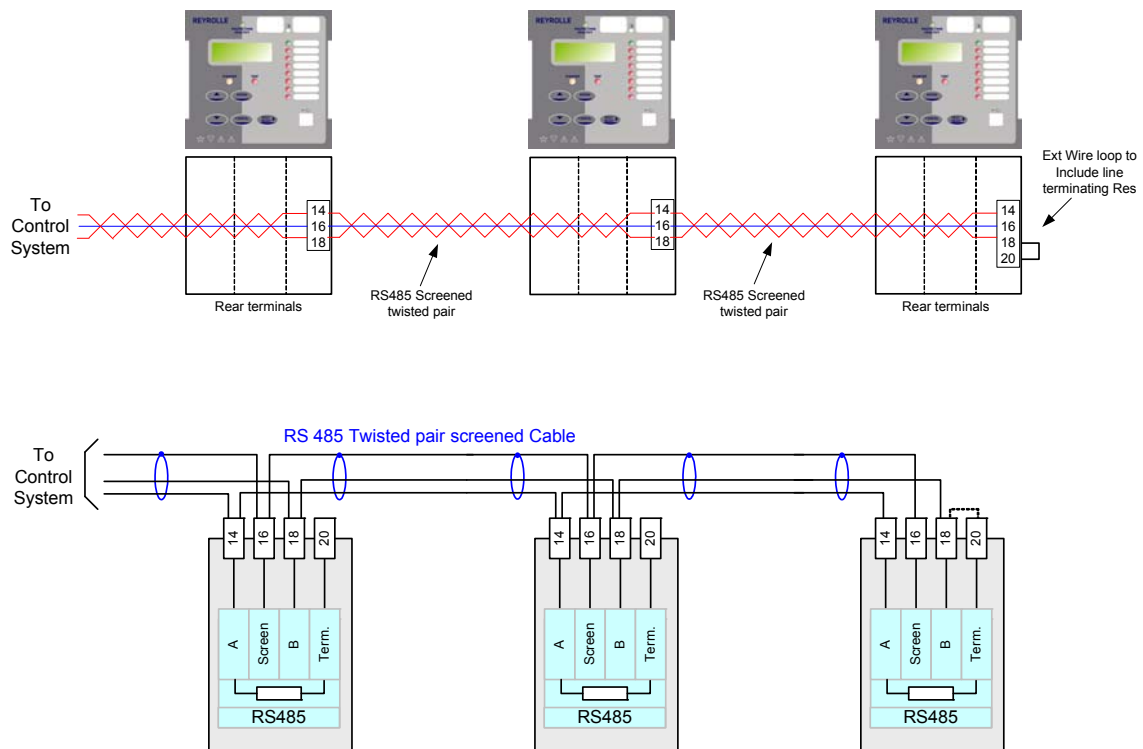 REYROLLE
REYROLLE
REYROLLE
To
Control
System
14
16
18
Rear terminals
RS485 Screened
twisted pair
14
16
18
RS485 Screened
twisted pair
14
16
18
20
Rear terminals
Ext Wire loop to
Include line
terminating Res
RS 485 Twisted pair screened Cable
To
Control
System
14
16
18
20
A
Screen
B
Term.
RS485
14
16
18
20
A
Screen
B
Term.
RS485
14
16
18
20
A
Screen
B
Term.
RS485